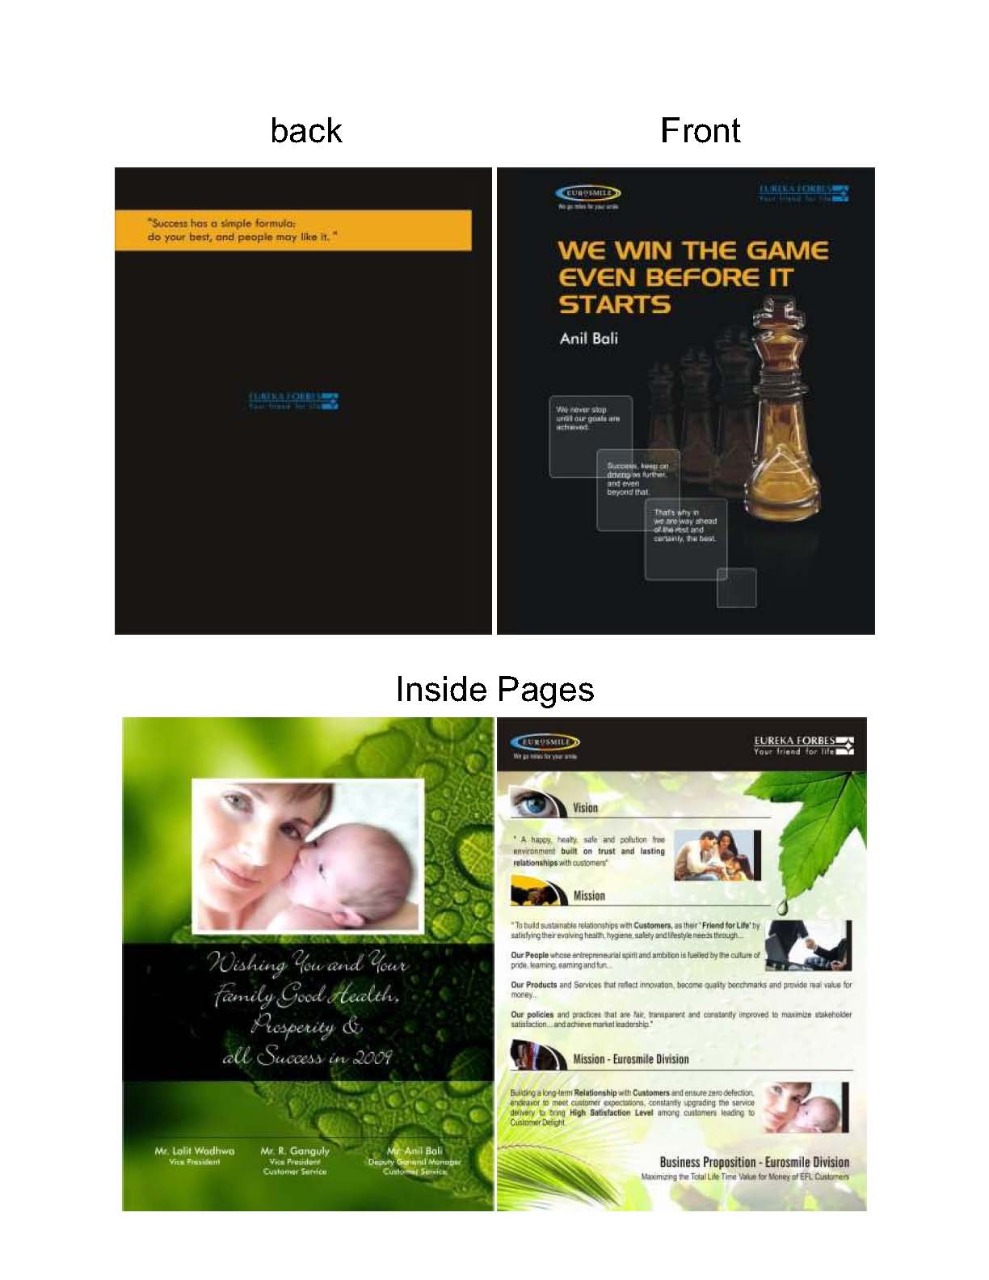 back
Front
"Success has a simple formula:
do your best, and people may like it. "
EUREKA FORBES
Your friend for life
EUROSMILE
We go miles for your smile
EUREKA FORBES
Your friend for life
WE WIN THE GAME
EVEN BEFORE IT
STARTS
Anil Bali
We never stop
untill our goals are
achieved.
Success, keep on
driving us further,
and even
beyond that.
That's why in
we are way ahead
of the rest and
certainly, the best.
Inside Pages
Wishing You and Your
Family Good Health,
Prosperity &
all Success in 2009
Mr. Lalit Wadhwa
Vice President
Mr. R. Ganguly
Vice President
Customer Service
Mr. Anil Bali
Deputy General Manager
Customer Service
EUROSMILE
We go miles for your smile
EUREKA FORBES
Your friend for life
Vision
" A happy, healty, safe and pollution free
environment built on trust and lasting
relationships with customers"
Mission
"To build sustainable relationships with Customers, as their "Friend for Life' by
satisfying their evolving health, hygiene, safety and lifestyle needs through...
Our People whose entrepreneurial spirit and ambition is fuelled by the culture of
pride, learning, earning and fun...
Our Products and Services that reflect innovation, become quality benchmarks and provide real value for
money...
Our policies and practices that are fair, transparent and constantly improved to maximize stakeholder
satisfaction... and achieve market leadership."
Mission - Eurosmile Division
Building a long-term Relationship with Customers and ensure zero defection,
endeavor to meet customer expectations, constantly upgrading the service
delivery to bring High Satisfaction Level among customers leading to
Customer Delight.
Business Proposition - Eurosmile Division
Maximizing the Total Life Time Value for Money of EFL Customers